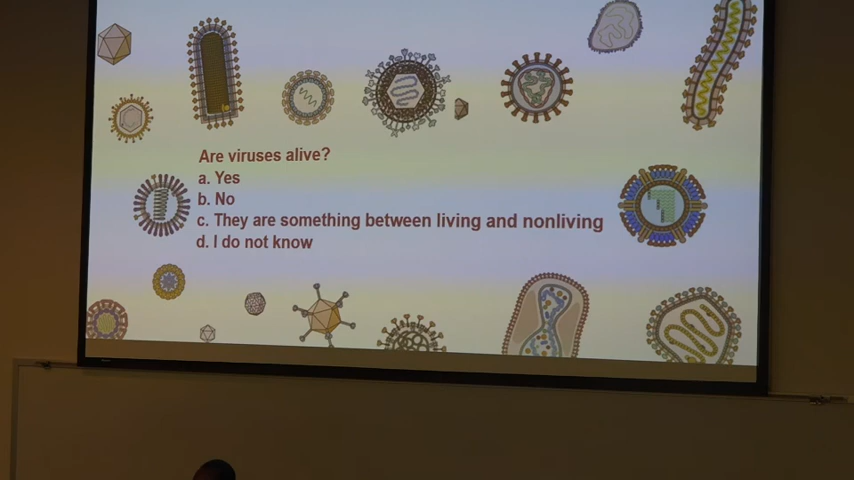 Are viruses alive?
a. Yes
b. No
c. They are something between living and nonliving
d. I do not know